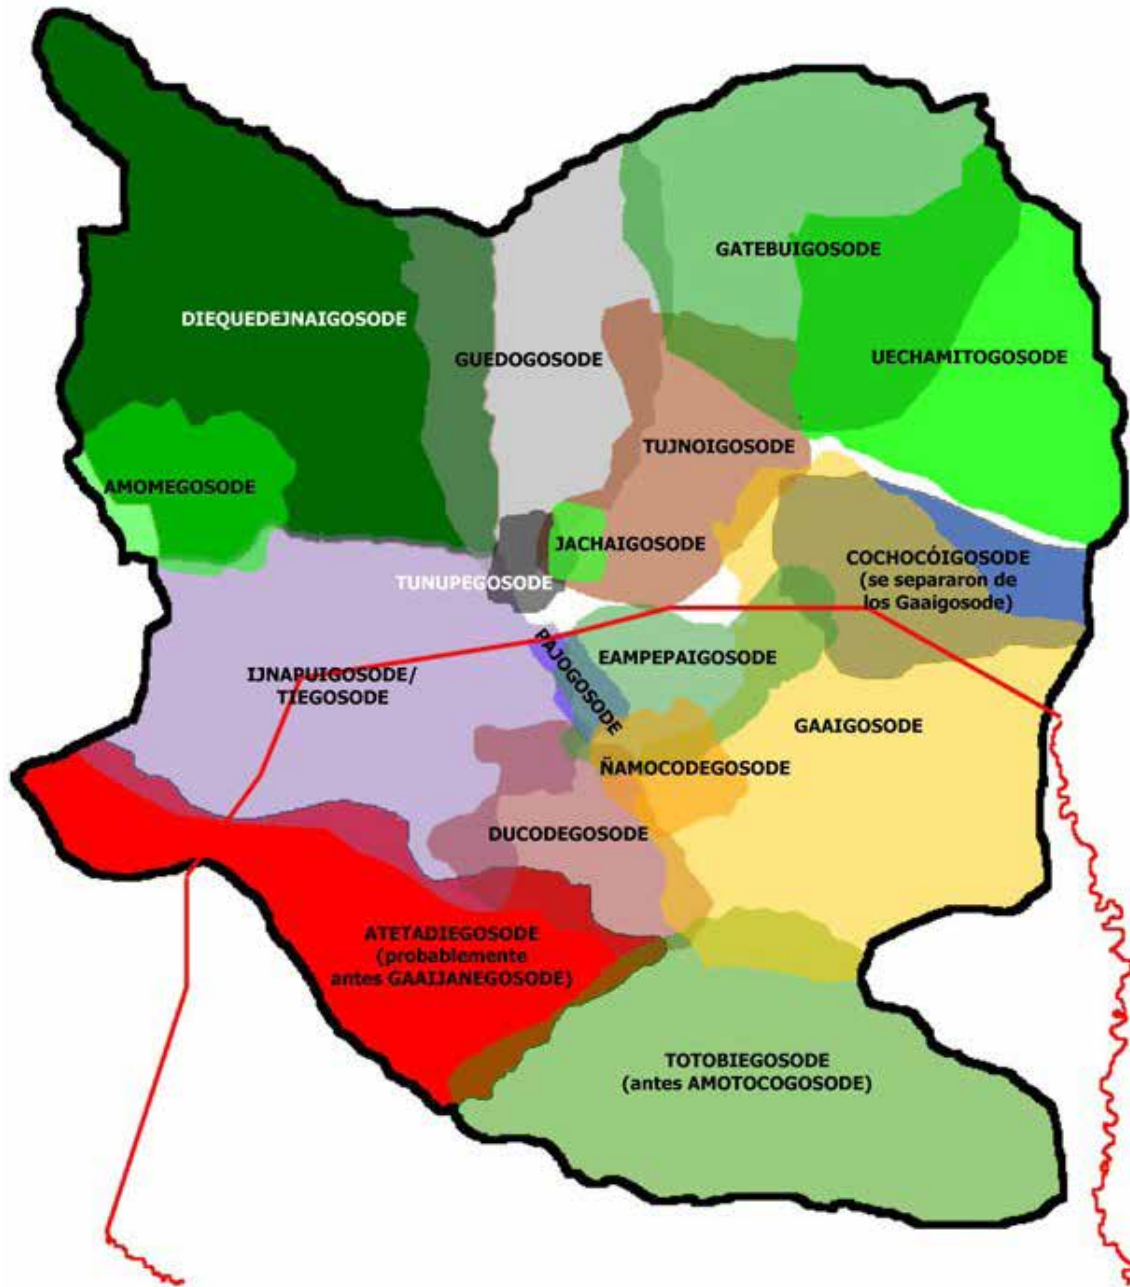 GATEBUIGOSODE
DIEQUEDEJNAIGOSODE
GUEDOGOSODE
UECHAMITOGOSODE
TUJNOIGOSODE
AMOMEGOSODE
JACHAIGOSODE
COCHOCÓIGOSODE
(se separaron de
los Gaaigosode)
TUNUPEGOSODE
PAJOGOSODE
EAMPEPAIGOSODE
IJNAPUIGOSODE/
TIEGOSODE
GAAIGOSODE
ÑAMOCODEGOSODE
DUCODEGOSODE
ATETADIEGOSODE
(probablemente
antes GAAIJANEGOSODE)
TOTOBIEGOSODE
(antes AMOTOCOGOSODE)